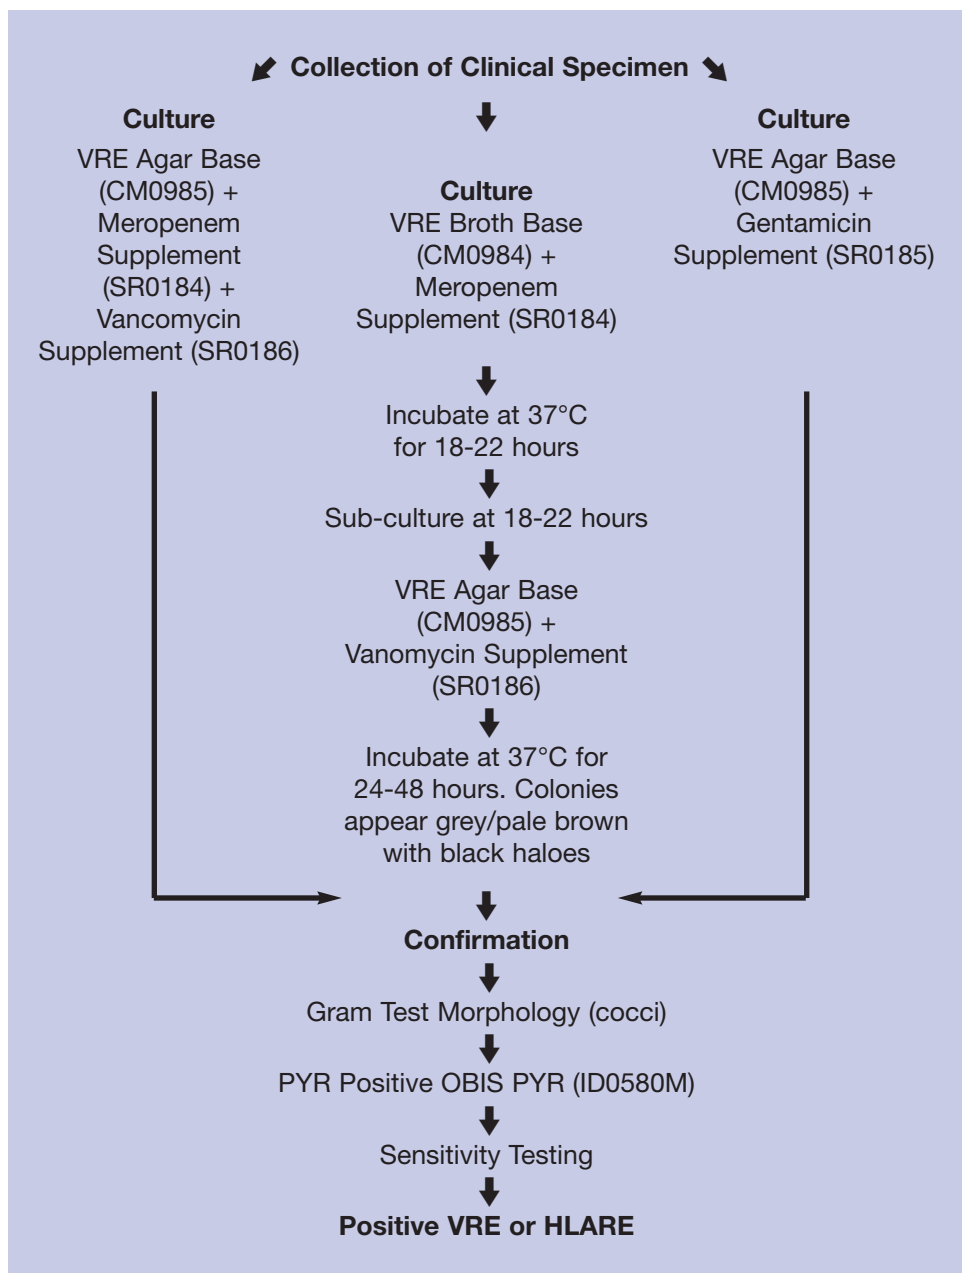 Collection of Clinical Specimen
Culture
VRE Agar Base
(CM0985) +
Meropenem
Supplement
(SR0184) +
Vancomycin
Supplement (SR0186)
Culture
VRE Broth Base
(CM0984) +
Meropenem
Supplement (SR0184)
Culture
VRE Agar Base
(CM0985) +
Gentamicin
Supplement (SR0185)
Incubate at 37°C
for 18-22 hours
Sub-culture at 18-22 hours
VRE Agar Base
(CM0985) +
Vanomycin Supplement
(SR0186)
Incubate at 37°C for
24-48 hours. Colonies
appear grey/pale brown
with black haloes
Confirmation
Gram Test Morphology (cocci)
PYR Positive OBIS PYR (ID0580M)
Sensitivity Testing
Positive VRE or HLARE